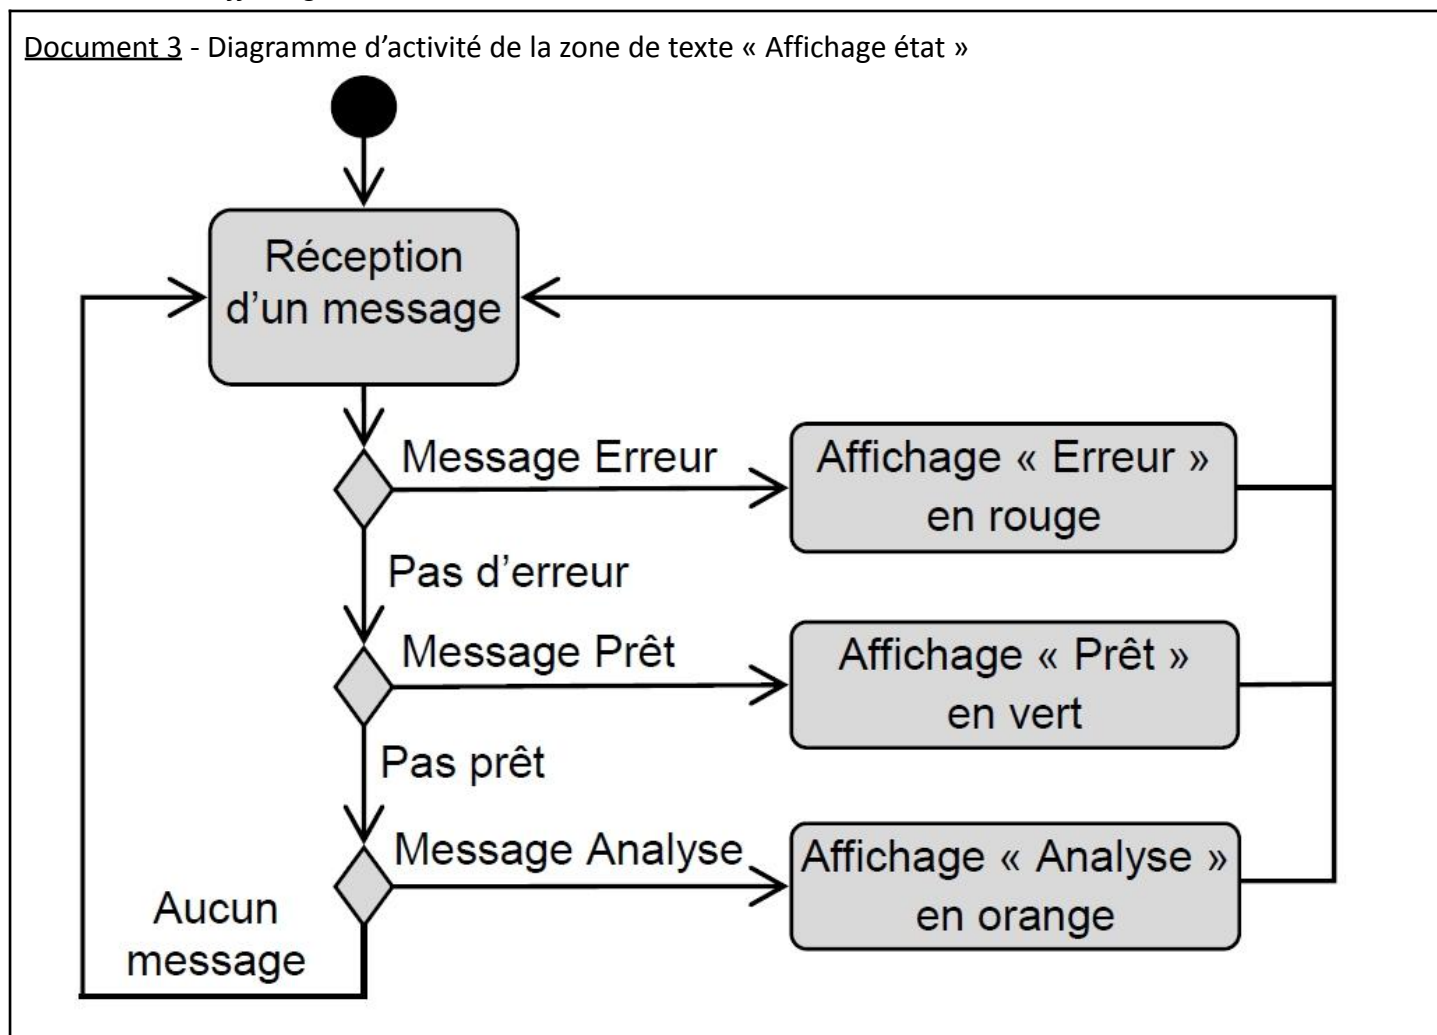 Document 3 - Diagramme d’activité de la zone de texte « Affichage état »
Réception
d’un message
Message Erreur
Affichage « Erreur »
en rouge
Pas d’erreur
Message Prêt
Affichage « Prêt »
en vert
Pas prêt
Message Analyse
Affichage « Analyse »
en orange
Aucun
message